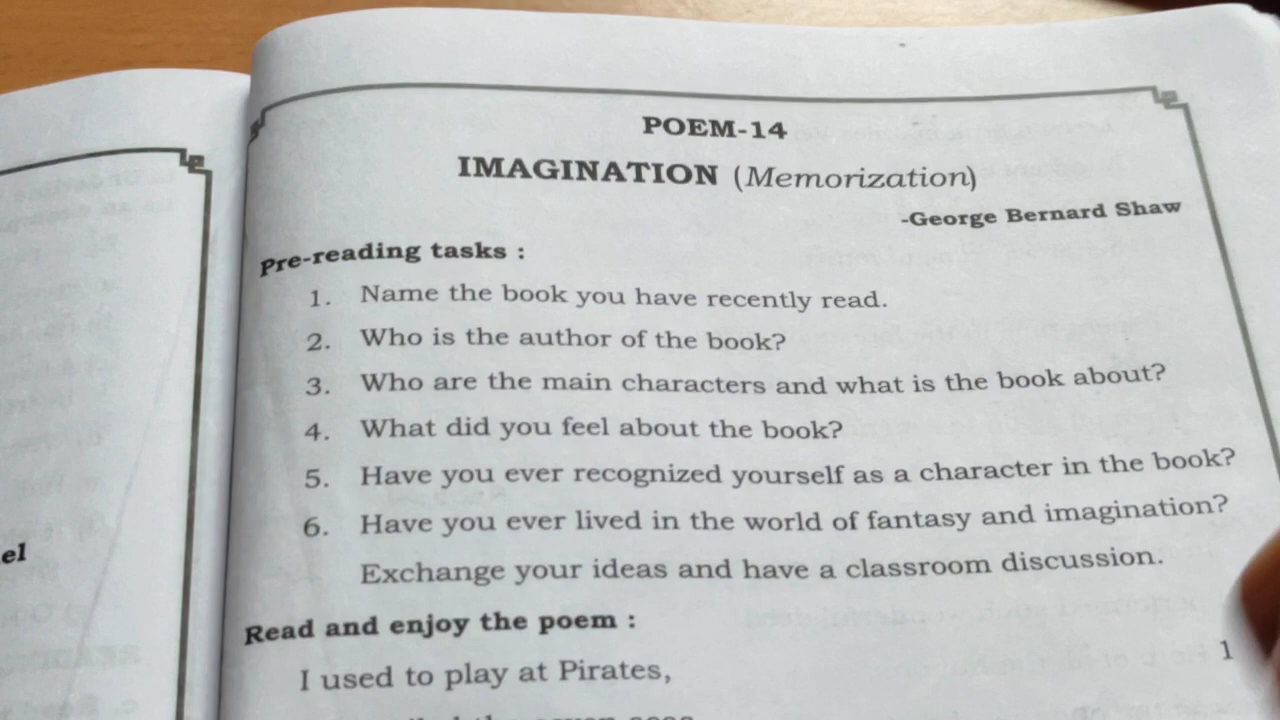 POEM-14
IMAGINATION (Memorization)
-George Bernard Shaw
Pre-reading tasks :
1. Name the book you have recently read.
2. Who is the author of the book?
3. Who are the main characters and what is the book about?
4. What did you feel about the book?
5. Have you ever recognized yourself as a character in the book?
6. Have you ever lived in the world of fantasy and imagination?
Exchange your ideas and have a classroom discussion.
el
Read and enjoy the poem :
I used to play at Pirates,
1